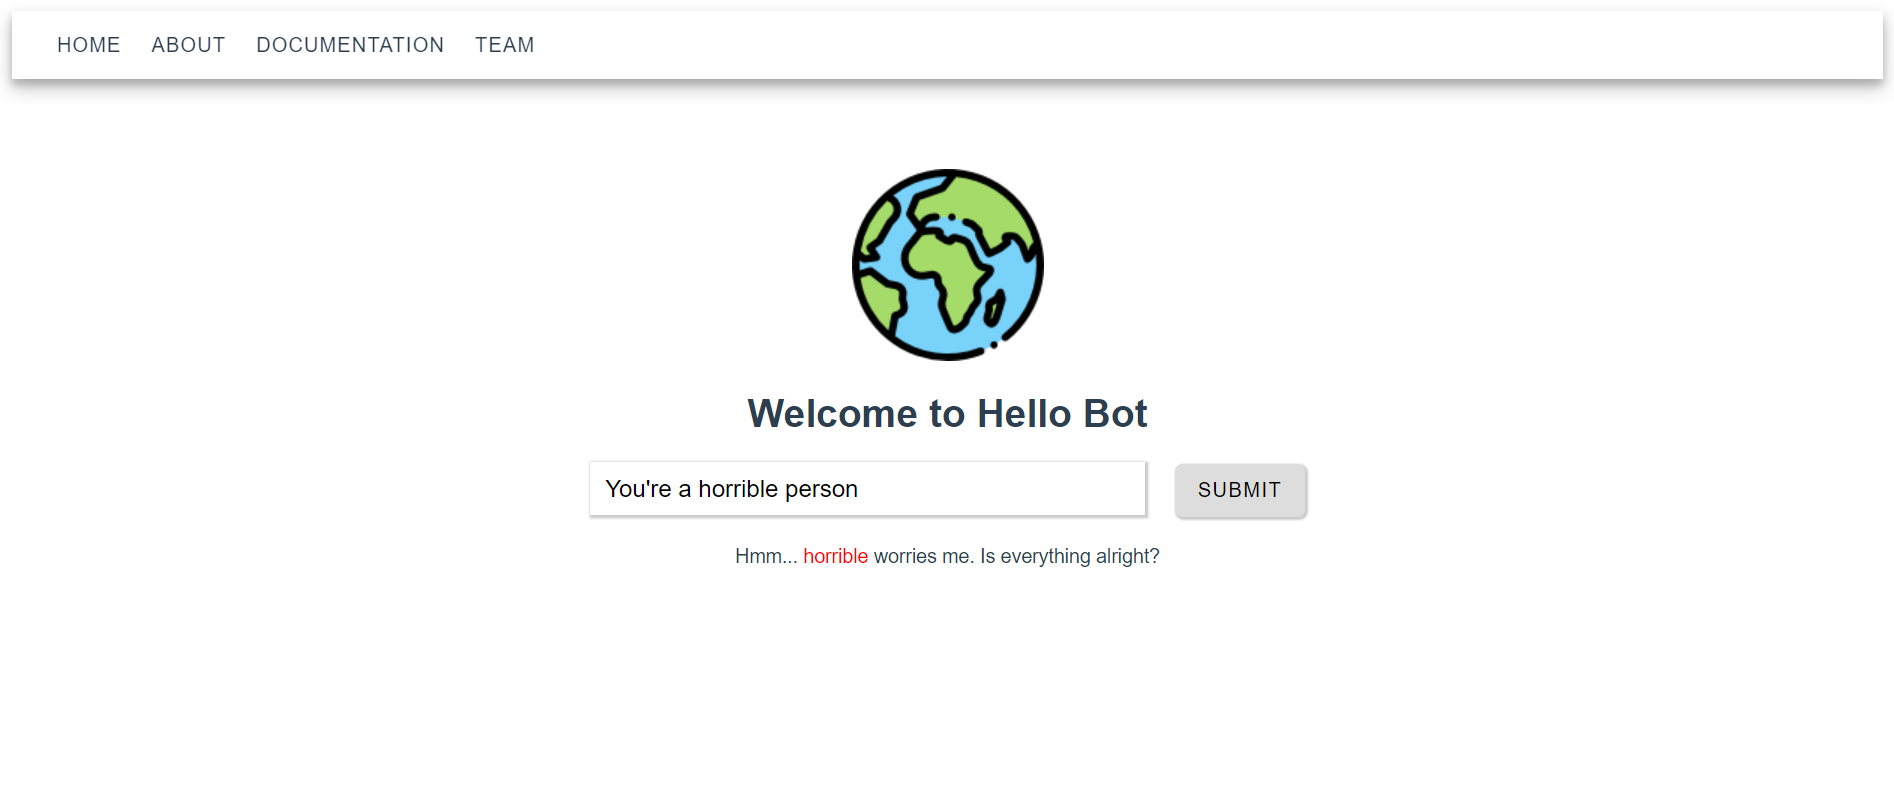 HOME ABOUT DOCUMENTATION TEAM
Welcome to Hello Bot
You're a horrible person SUBMIT
Hmm... horrible worries me. Is everything alright?